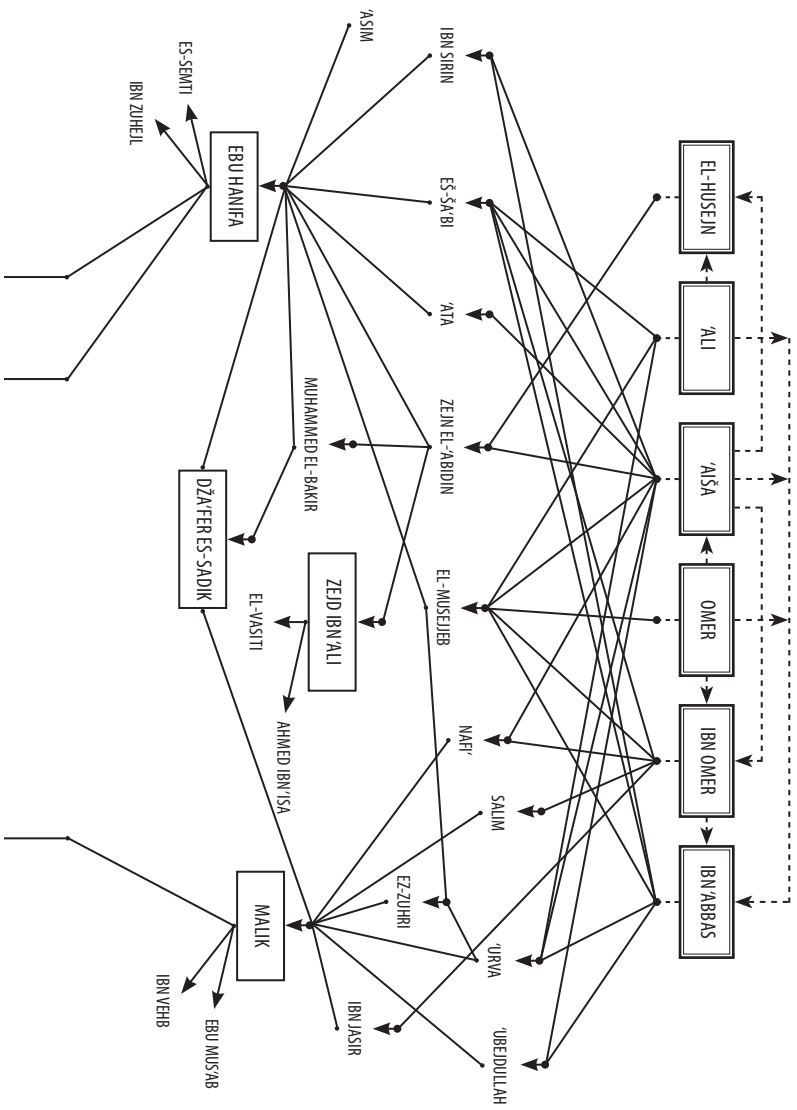 EL-HUSEJN
'ALI
'AIŠA
OMER
IBN OMER
IBN 'ABBAS
'ASIM
IBN SIRIN
EŠ-ŠA'BI
'ATA
ZEJN EL-'ABIDIN
EL-MUSEJJEB
NAFI'
SALIM
EZ-ZUHRI
'URVA
IBN JASIR
'UBEJDULLAH
MUHAMMED EL-BAKIR
ZEJD IBN 'ALI
EL-VASITI
AHMED IBN 'ISA
ES-SEMTI
IBN ZUHEJL
EBU HANIFA
DŽA'FER ES-SADIK
MALIK
IBN VEHB
EBU MUS'AB